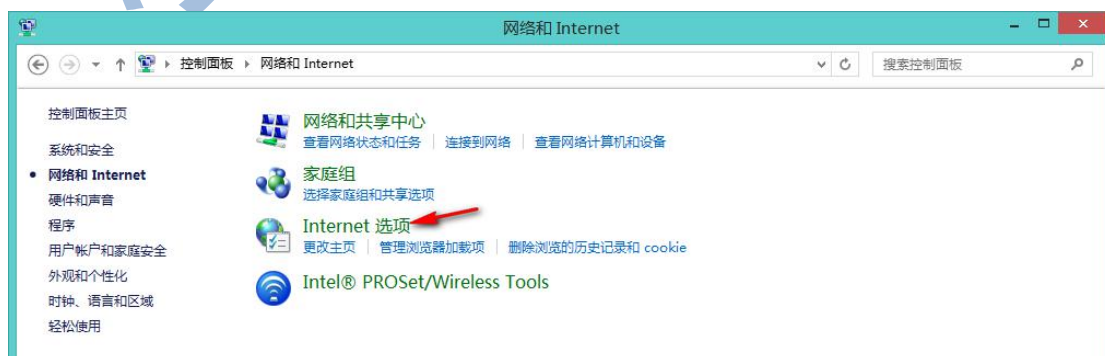 网络和 Internet
控制面板 网络和 Internet
搜索控制面板
控制面板主页
系统和安全
网络和 Internet
硬件和声音
程序
用户帐户和家庭安全
外观和个性化
时钟、语言和区域
轻松使用
网络和共享中心
查看网络状态和任务 连接到网络 查看网络计算机和设备
家庭组
选择家庭组和共享选项
Internet 选项
更改主页 管理浏览器加载项 删除浏览的历史记录和 cookie
Intel® PROSet/Wireless Tools